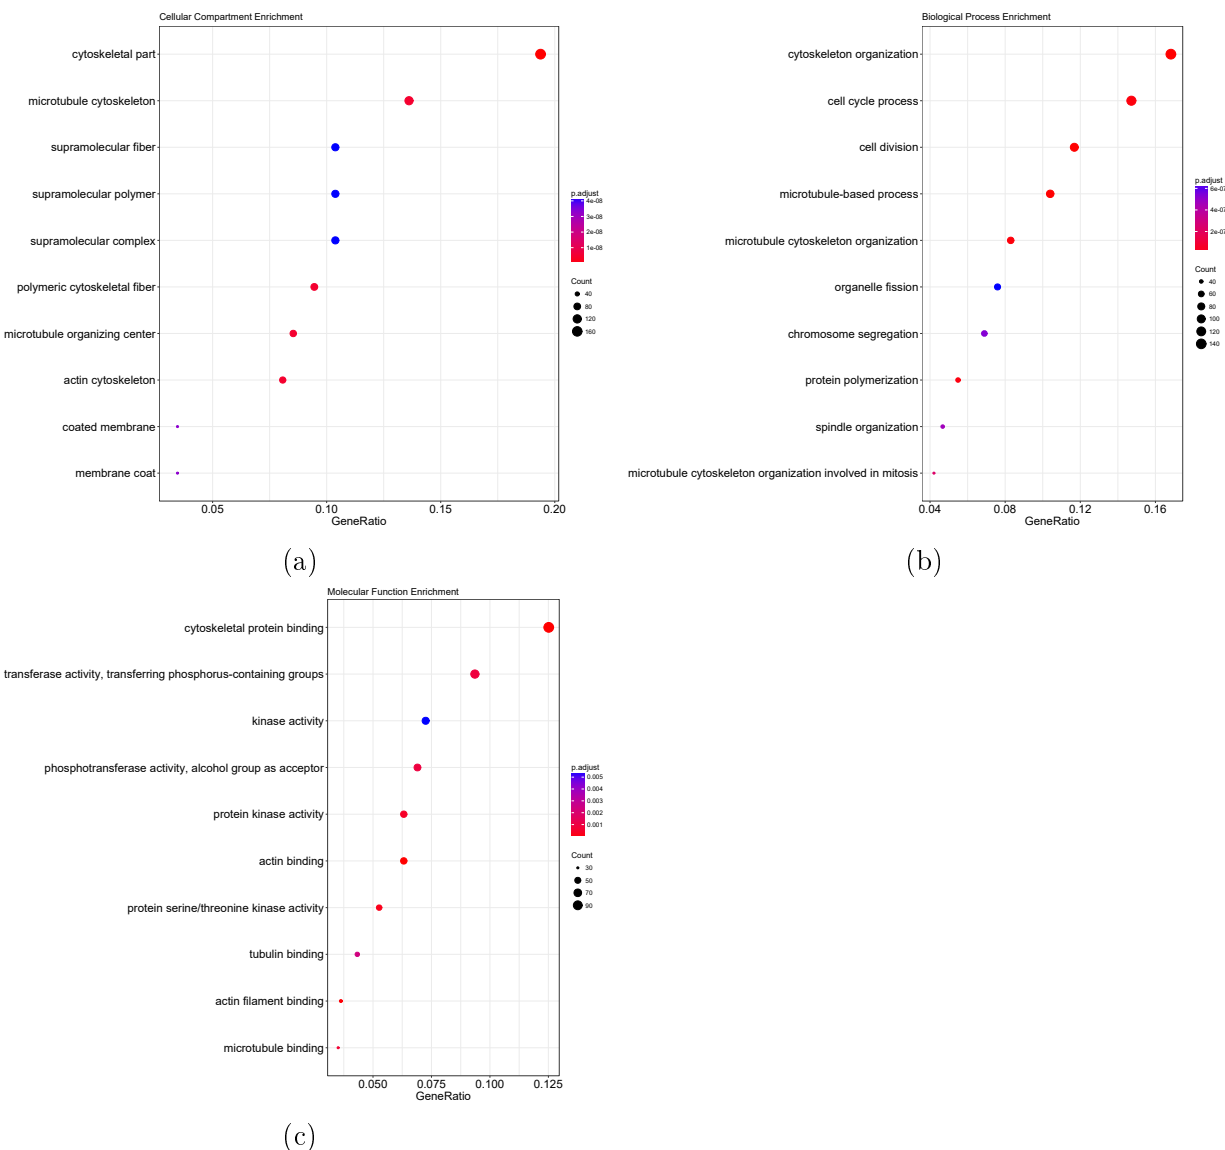 Cellular Compartment Enrichment
cytoskeletal part
microtubule cytoskeleton
supramolecular fiber
supramolecular polymer
supramolecular complex
polymeric cytoskeletal fiber
microtubule organizing center
actin cytoskeleton
coated membrane
membrane coat
0.05 0.10 0.15 0.20
GeneRatio
p.adjust
4e-08
3e-08
2e-08
1e-08
Count
40
80
120
160
(a)
Biological Process Enrichment
cytoskeleton organization
cell cycle process
cell division
microtubule-based process
microtubule cytoskeleton organization
organelle fission
chromosome segregation
protein polymerization
spindle organization
microtubule cytoskeleton organization involved in mitosis
0.04 0.08 0.12 0.16
GeneRatio
p.adjust
6e-07
4e-07
2e-07
Count
40
60
80
100
120
140
(b)
Molecular Function Enrichment
cytoskeletal protein binding
transferase activity, transferring phosphorus-containing groups
kinase activity
phosphotransferase activity, alcohol group as acceptor
protein kinase activity
actin binding
protein serine/threonine kinase activity
tubulin binding
actin filament binding
microtubule binding
0.050 0.075 0.100 0.125
GeneRatio
p.adjust
0.005
0.004
0.003
0.002
0.001
Count
30
50
70
90
(c)